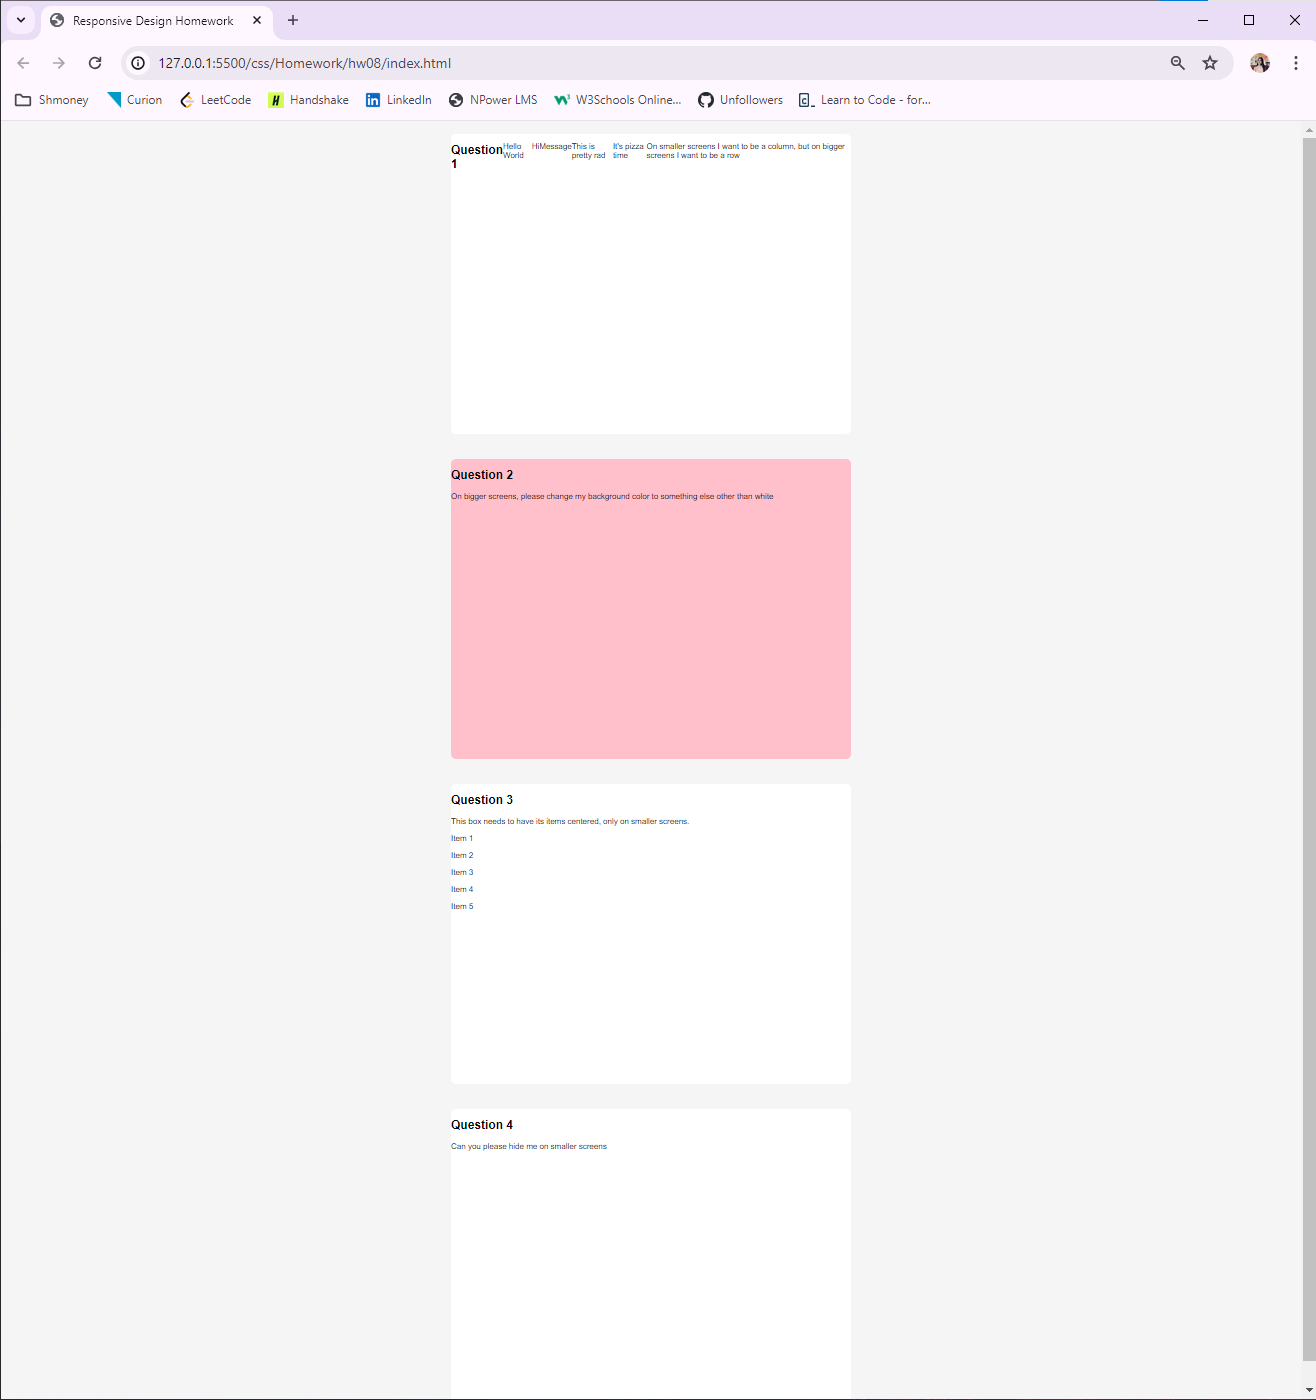 Responsive Design Homework
127.0.0.1:5500/css/Homework/hw08/index.html
Shmoney
Curion
LeetCode
Handshake
LinkedIn
NPower LMS
W3Schools Online...
Unfollowers
Learn to Code - for...
Question
1
Hello
World
HiMessage
This is
pretty rad
It's pizza
time
On smaller screens I want to be a column, but on bigger
screens I want to be a row
Question 2
On bigger screens, please change my background color to something else other than white
Question 3
This box needs to have its items centered, only on smaller screens.
Item 1
Item 2
Item 3
Item 4
Item 5
Question 4
Can you please hide me on smaller screens